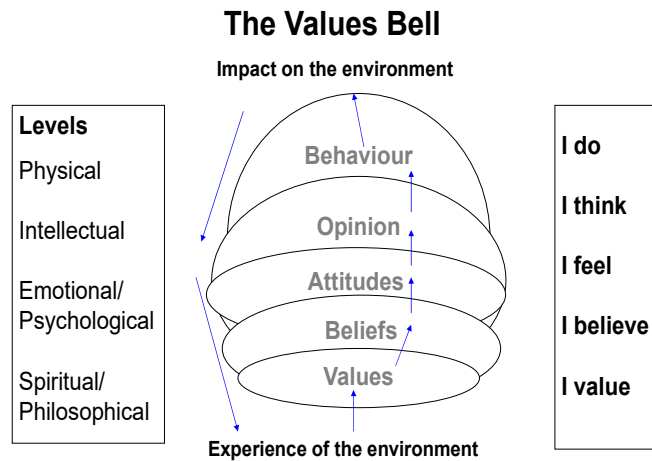 The Values Bell
Impact on the environment
Levels
Physical
Intellectual
Emotional/
Psychological
Spiritual/
Philosophical
Behaviour
Opinion
Attitudes
Beliefs
Values
I do
I think
I feel
I believe
I value
Experience of the environment